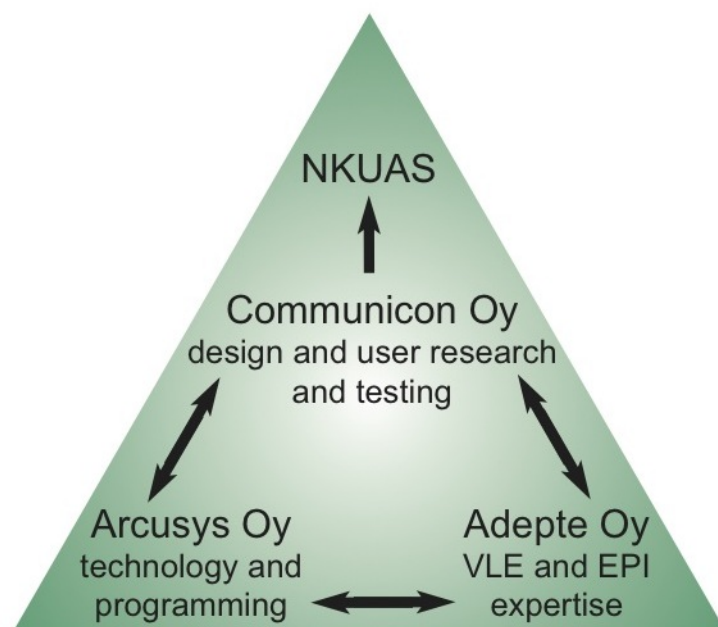 NKUAS
Communicon Oy
design and user research
and testing
Arcusys Oy
technology and
programming
Adepte Oy
VLE and EPI
expertise